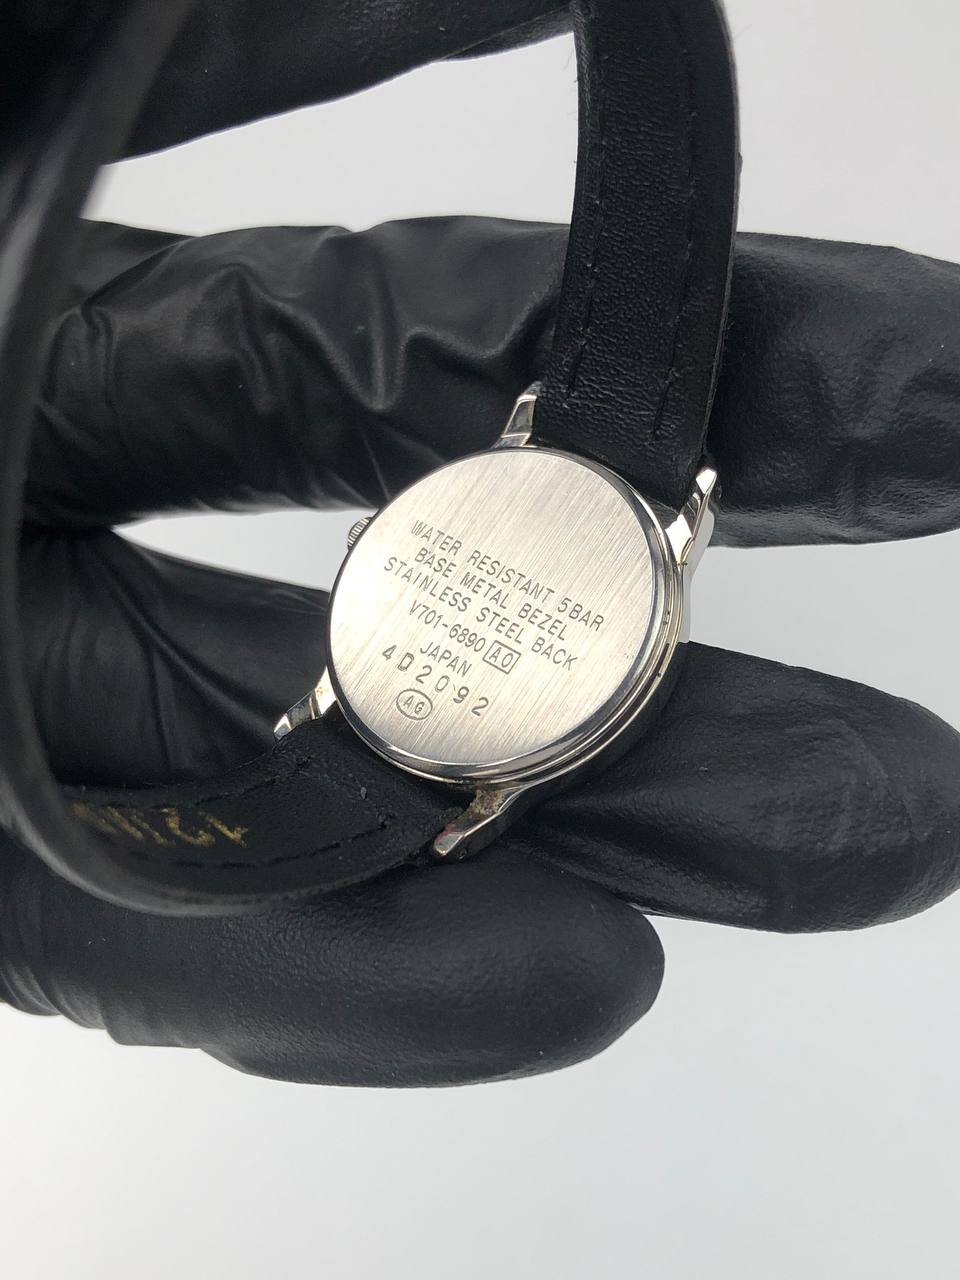 WATER RESISTANT 5BAR
BASE METAL BEZEL
STAINLESS STEEL BACK
V701-6890 A0
JAPAN
4D2092
AG